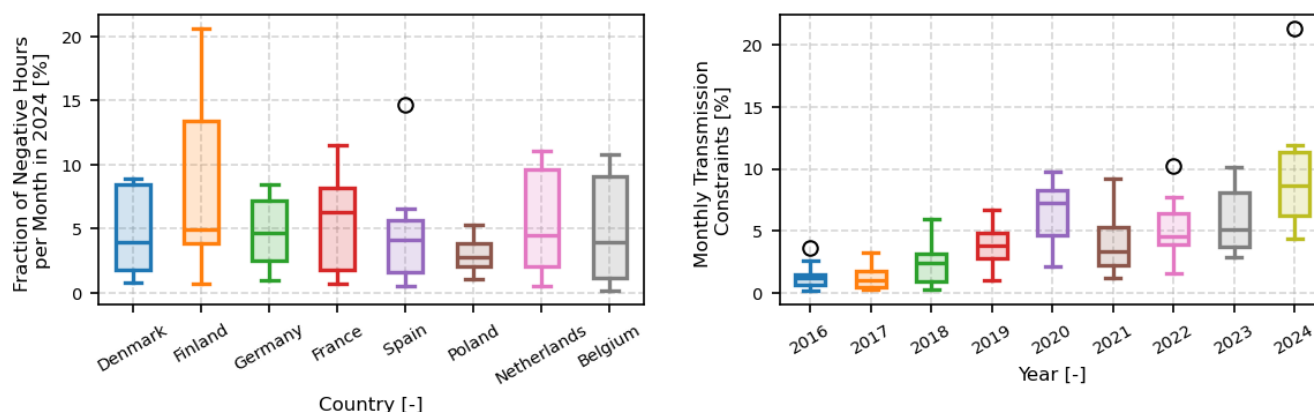 Fraction of Negative Hours
per Month in 2024 [%]
20
15
10
5
0
Denmark
Finland
Germany
France
Spain
Poland
Netherlands
Belgium
Country [-]
Monthly Transmission
Constraints [%]
20
15
10
5
0
2016
2017
2018
2019
2020
2021
2022
2023
2024
Year [-]